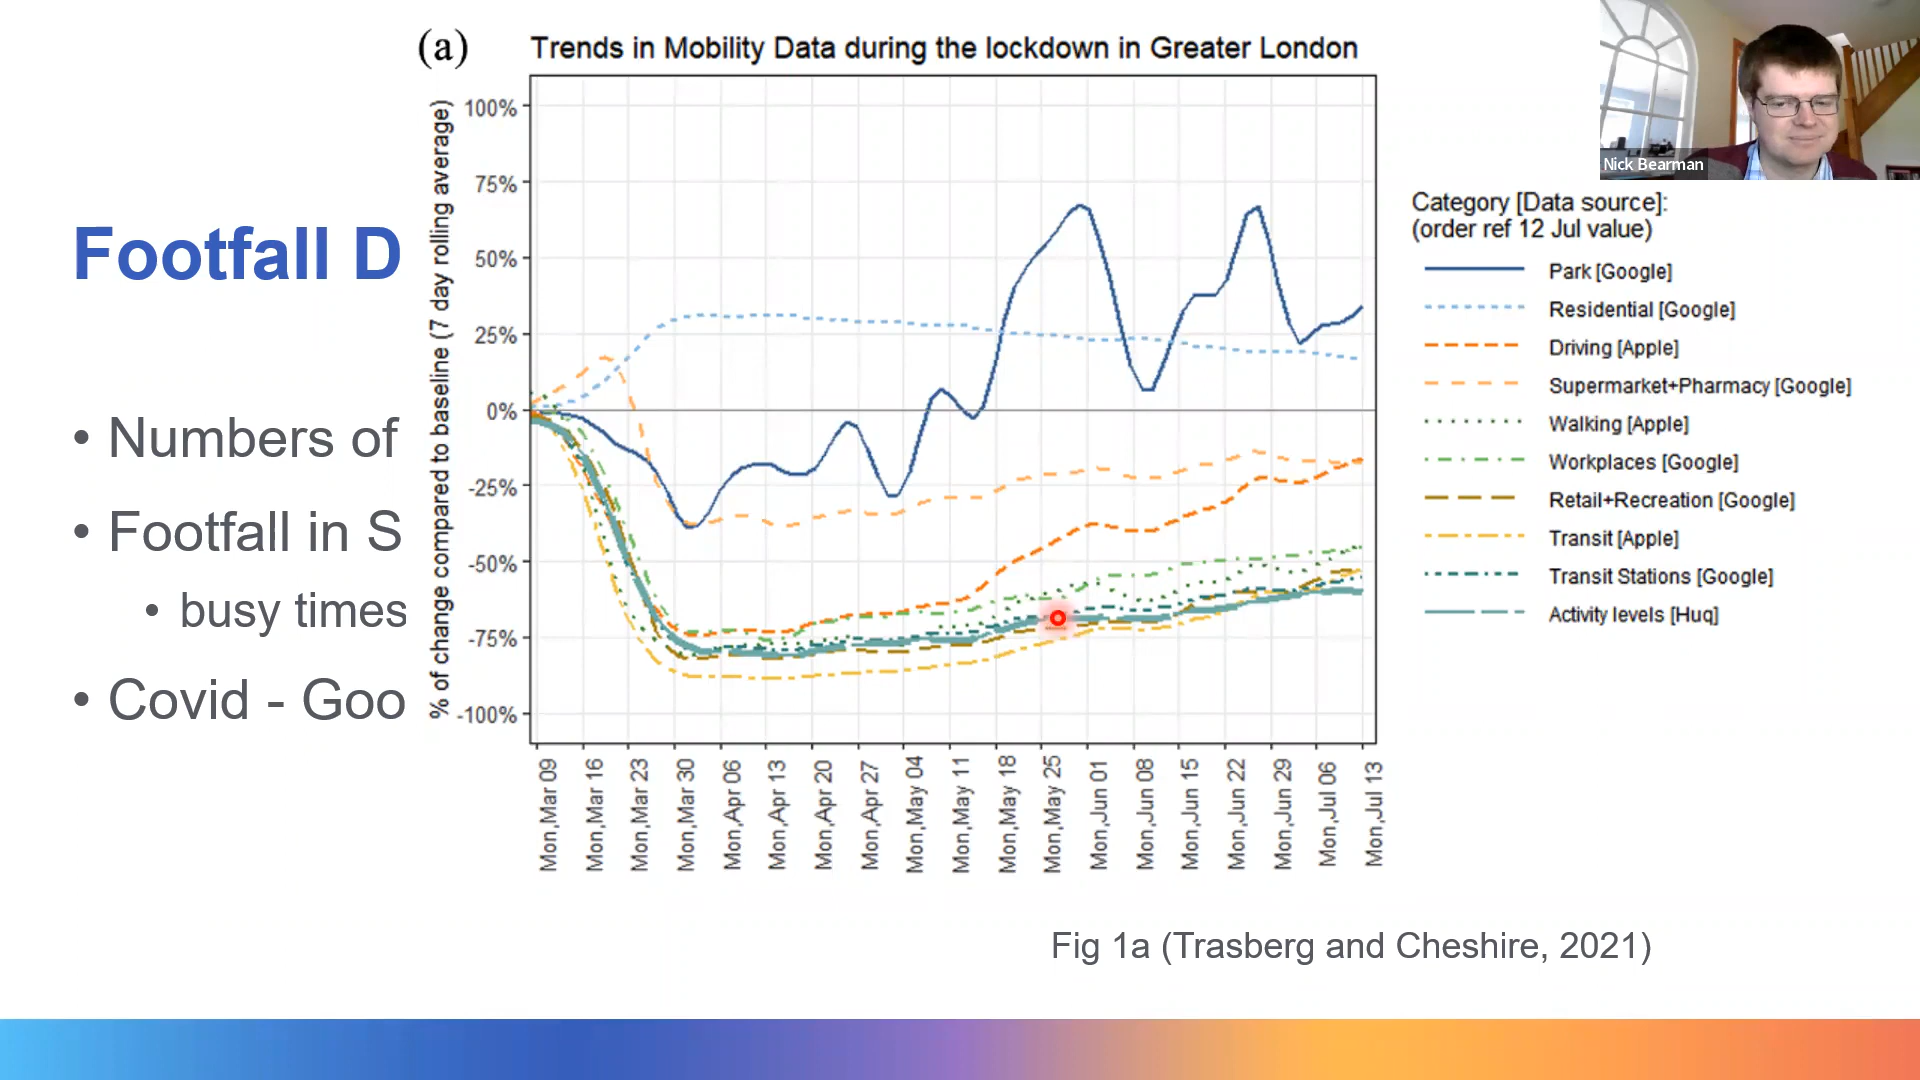 (a)
Trends in Mobility Data during the lockdown in Greater London
Nick Bearman
Footfall D
• Numbers of
• Footfall in S
• busy times
• Covid - Goo
% of change compared to baseline (7 day rolling average)
100%
75%
50%
25%
0%
-25%
-50%
-75%
-100%
Mon,Mar 09
Mon,Mar 16
Mon,Mar 23
Mon,Mar 30
Mon,Apr 06
Mon,Apr 13
Mon,Apr 20
Mon,Apr 27
Mon,May 04
Mon,May 11
Mon,May 18
Mon,May 25
Mon,Jun 01
Mon,Jun 08
Mon,Jun 15
Mon,Jun 22
Mon,Jun 29
Mon,Jul 06
Mon,Jul 13
Category [Data source]:
(order ref 12 Jul value)
Park [Google]
Residential [Google]
Driving [Apple]
Supermarket+Pharmacy [Google]
Walking [Apple]
Workplaces [Google]
Retail+Recreation [Google]
Transit [Apple]
Transit Stations [Google]
Activity levels [Huq]
Fig 1a (Trasberg and Cheshire, 2021)